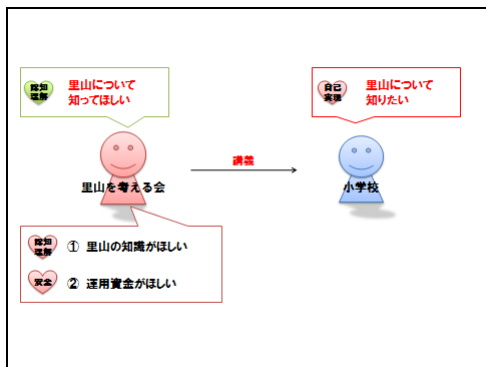 認知
理解
里山について
知ってほしい
自己
実現
里山について
知りたい
講義
里山を考える会
小学校
認知
理解
① 里山の知識がほしい
安全
② 運用資金がほしい